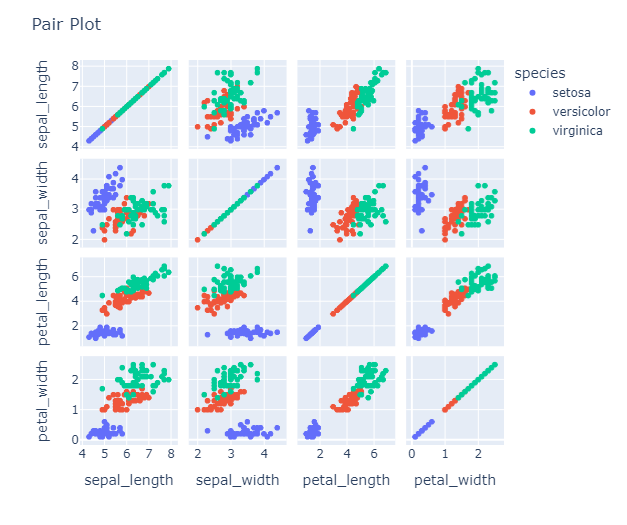 Pair Plot
species
setosa
versicolor
virginica
sepal_length
8
7
6
5
4
sepal_width
4
3
2
petal_length
6
4
2
petal_width
2
1
0
4 5 6 7 8
2 3 4
2 4 6
0 1 2
sepal_length sepal_width petal_length petal_width